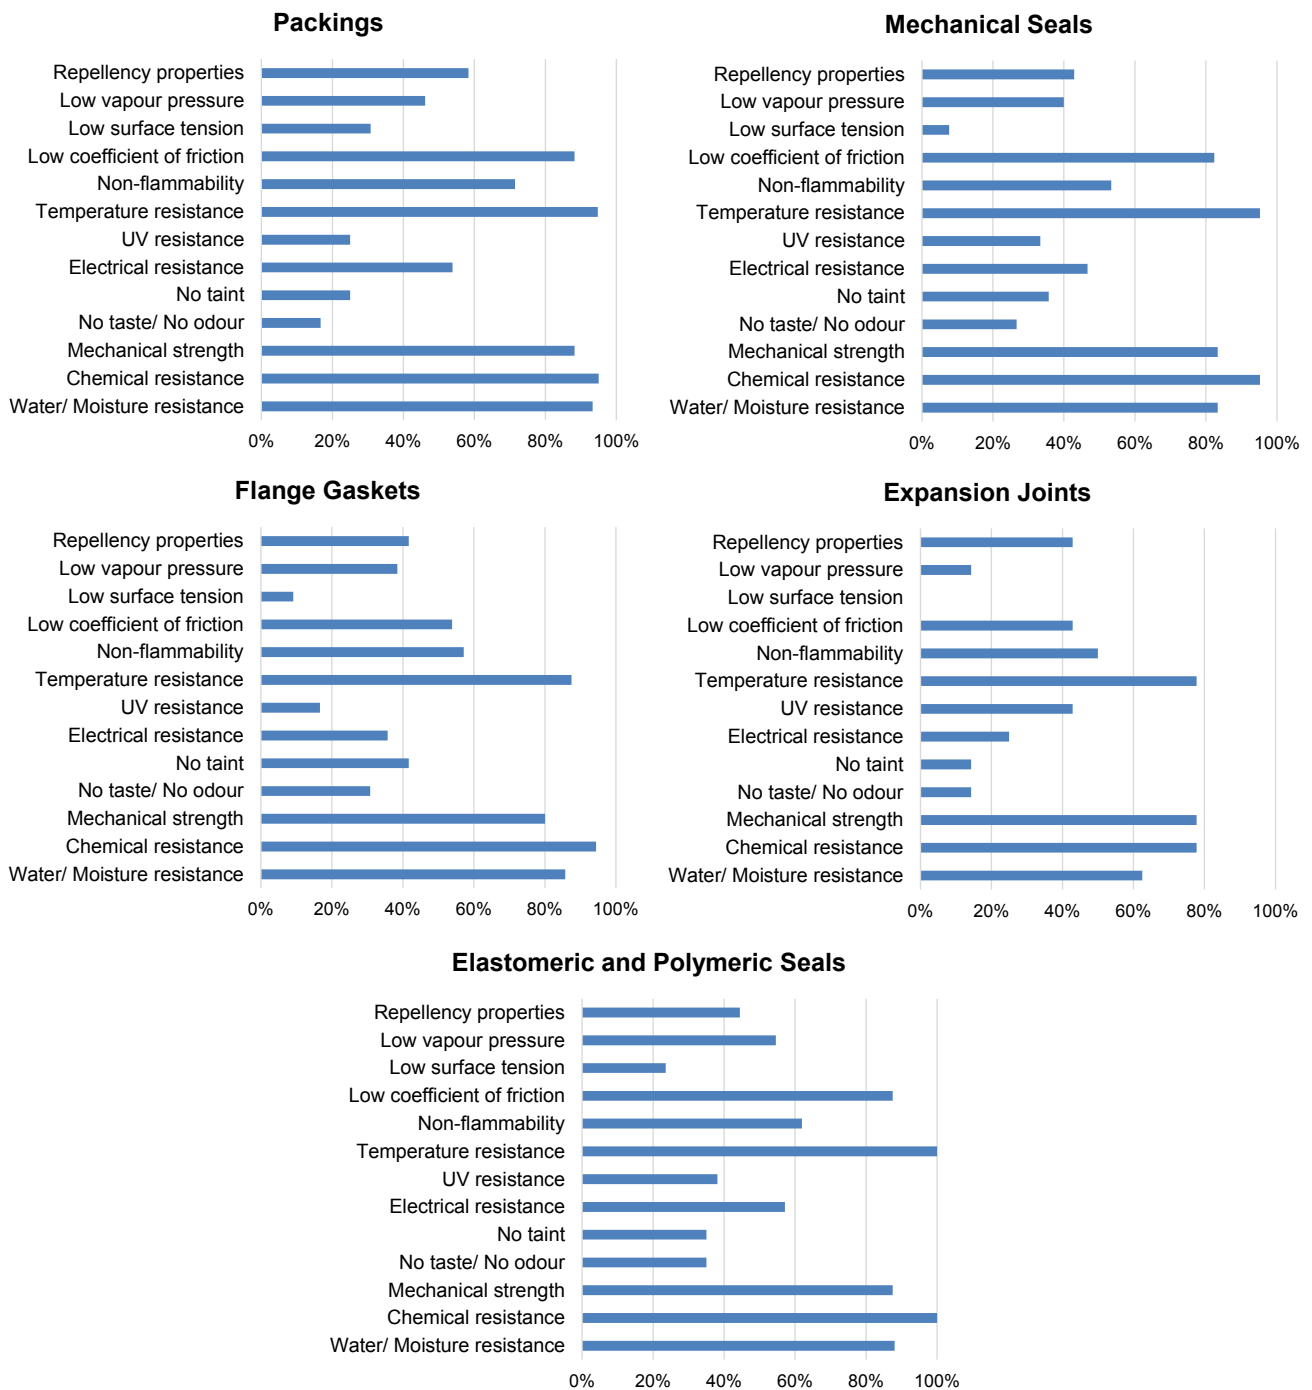 Packings
Repellency properties
Low vapour pressure
Low surface tension
Low coefficient of friction
Non-flammability
Temperature resistance
UV resistance
Electrical resistance
No taint
No taste/ No odour
Mechanical strength
Chemical resistance
Water/ Moisture resistance
0% 20% 40% 60% 80% 100%
Mechanical Seals
Repellency properties
Low vapour pressure
Low surface tension
Low coefficient of friction
Non-flammability
Temperature resistance
UV resistance
Electrical resistance
No taint
No taste/ No odour
Mechanical strength
Chemical resistance
Water/ Moisture resistance
0% 20% 40% 60% 80% 100%
Flange Gaskets
Repellency properties
Low vapour pressure
Low surface tension
Low coefficient of friction
Non-flammability
Temperature resistance
UV resistance
Electrical resistance
No taint
No taste/ No odour
Mechanical strength
Chemical resistance
Water/ Moisture resistance
0% 20% 40% 60% 80% 100%
Expansion Joints
Repellency properties
Low vapour pressure
Low surface tension
Low coefficient of friction
Non-flammability
Temperature resistance
UV resistance
Electrical resistance
No taint
No taste/ No odour
Mechanical strength
Chemical resistance
Water/ Moisture resistance
0% 20% 40% 60% 80% 100%
Elastomeric and Polymeric Seals
Repellency properties
Low vapour pressure
Low surface tension
Low coefficient of friction
Non-flammability
Temperature resistance
UV resistance
Electrical resistance
No taint
No taste/ No odour
Mechanical strength
Chemical resistance
Water/ Moisture resistance
0% 20% 40% 60% 80% 100%